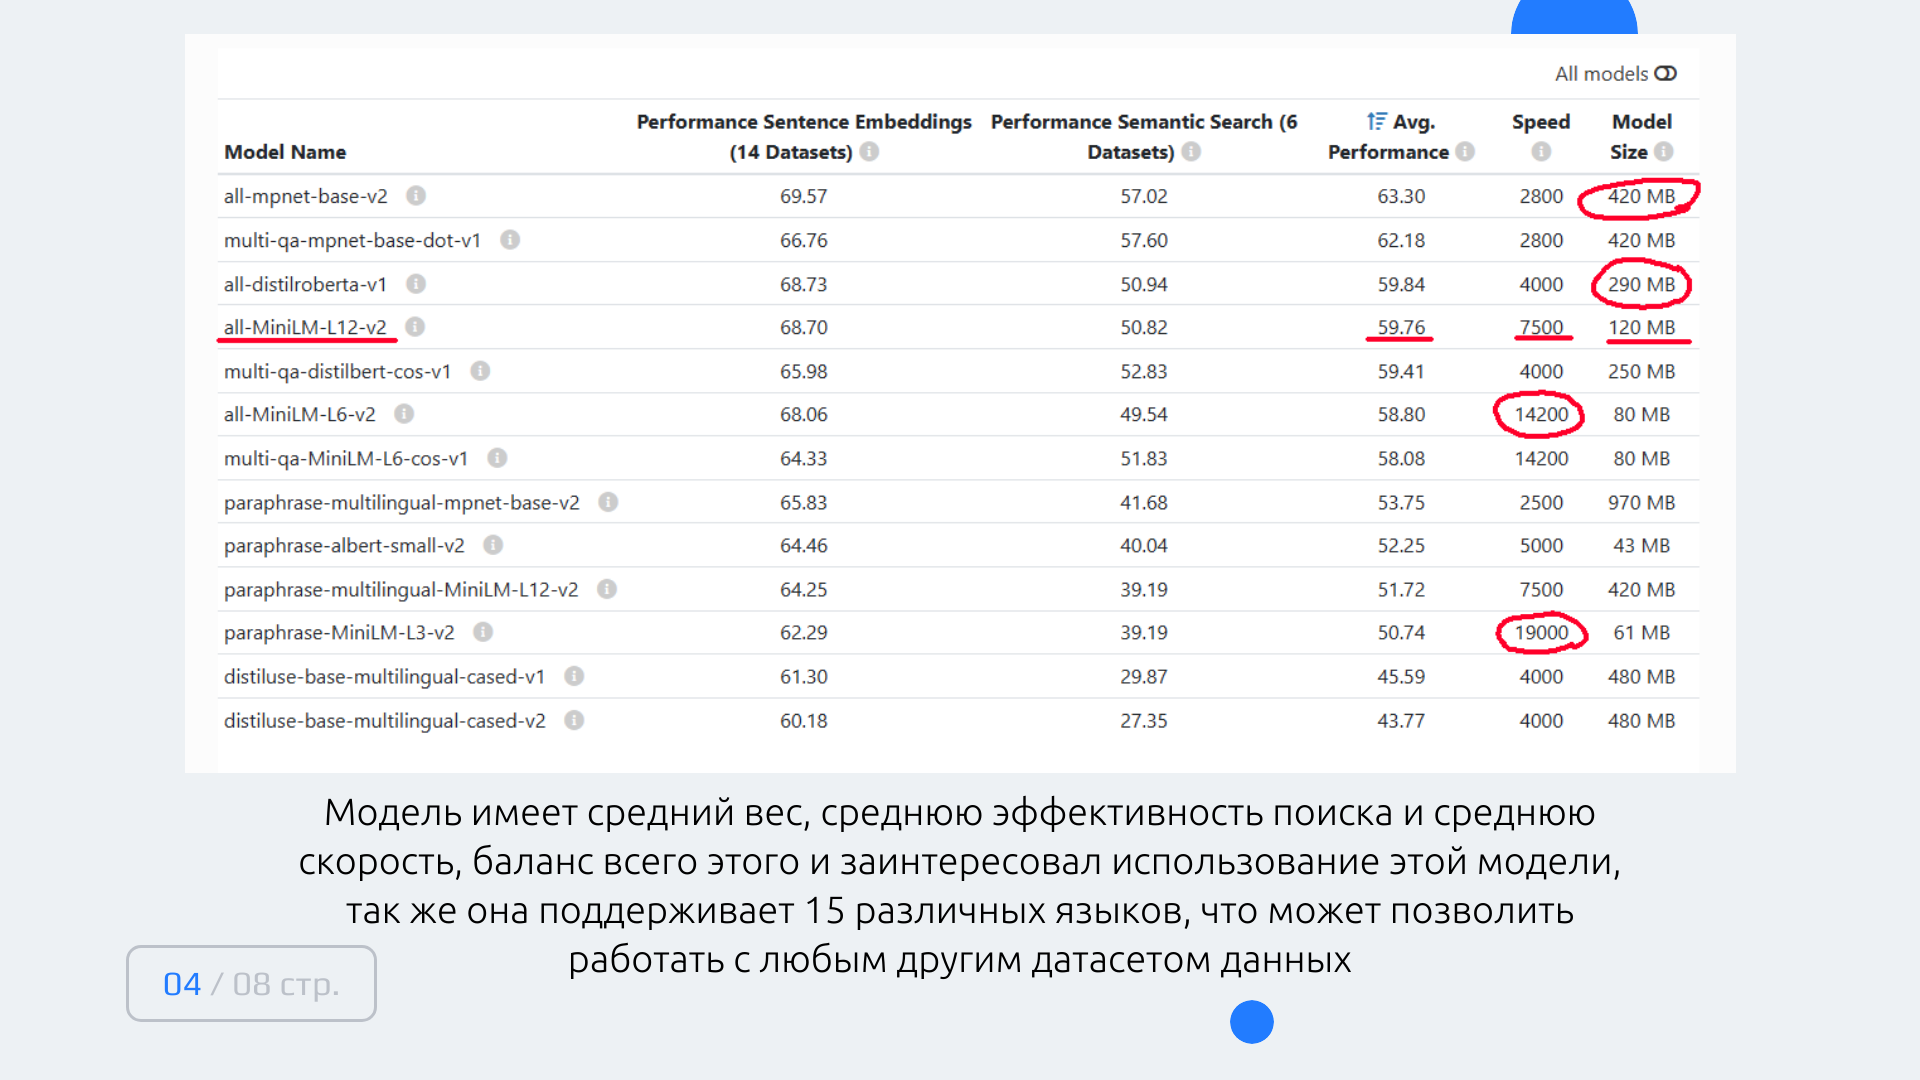 All models
Performance Sentence Embeddings Performance Semantic Search (6 Avg. Speed Model
Model Name (14 Datasets) Datasets) Performance Size
all-mpnet-base-v2 69.57 57.02 63.30 2800 420 MB
multi-qa-mpnet-base-dot-v1 66.76 57.60 62.18 2800 420 MB
all-distilroberta-v1 68.73 50.94 59.84 4000 290 MB
all-MiniLM-L12-v2 68.70 50.82 59.76 7500 120 MB
multi-qa-distilbert-cos-v1 65.98 52.83 59.41 4000 250 MB
all-MiniLM-L6-v2 68.06 49.54 58.80 14200 80 MB
multi-qa-MiniLM-L6-cos-v1 64.33 51.83 58.08 14200 80 MB
paraphrase-multilingual-mpnet-base-v2 65.83 41.68 53.75 2500 970 MB
paraphrase-albert-small-v2 64.46 40.04 52.25 5000 43 MB
paraphrase-multilingual-MiniLM-L12-v2 64.25 39.19 51.72 7500 420 MB
paraphrase-MiniLM-L3-v2 62.29 39.19 50.74 19000 61 MB
distiluse-base-multilingual-cased-v1 61.30 29.87 45.59 4000 480 MB
distiluse-base-multilingual-cased-v2 60.18 27.35 43.77 4000 480 MB
Модель имеет средний вес, среднюю эффективность поиска и среднюю
скорость, баланс всего этого и заинтересовал использование этой модели,
так же она поддерживает 15 различных языков, что может позволить
работать с любым другим датасетом данных
04 / 08 стр.